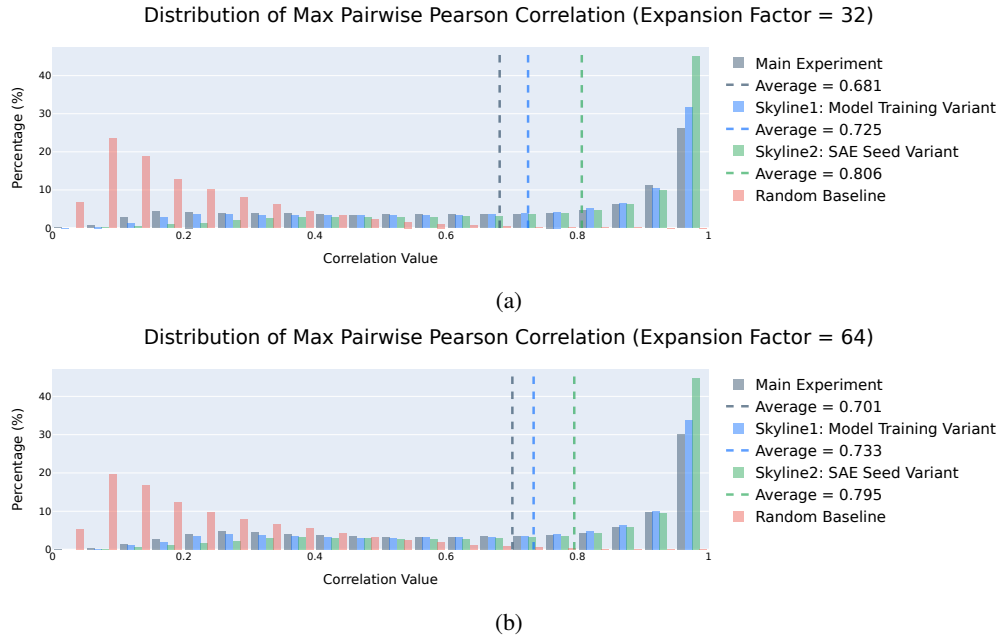 Distribution of Max Pairwise Pearson Correlation (Expansion Factor = 32)
Percentage (%)
40
30
20
10
0
0
0.2
0.4
0.6
0.8
1
Correlation Value
Main Experiment
Average = 0.681
Skyline1: Model Training Variant
Average = 0.725
Skyline2: SAE Seed Variant
Average = 0.806
Random Baseline
(a)
Distribution of Max Pairwise Pearson Correlation (Expansion Factor = 64)
Percentage (%)
40
30
20
10
0
0
0.2
0.4
0.6
0.8
1
Correlation Value
Main Experiment
Average = 0.701
Skyline1: Model Training Variant
Average = 0.733
Skyline2: SAE Seed Variant
Average = 0.795
Random Baseline
(b)